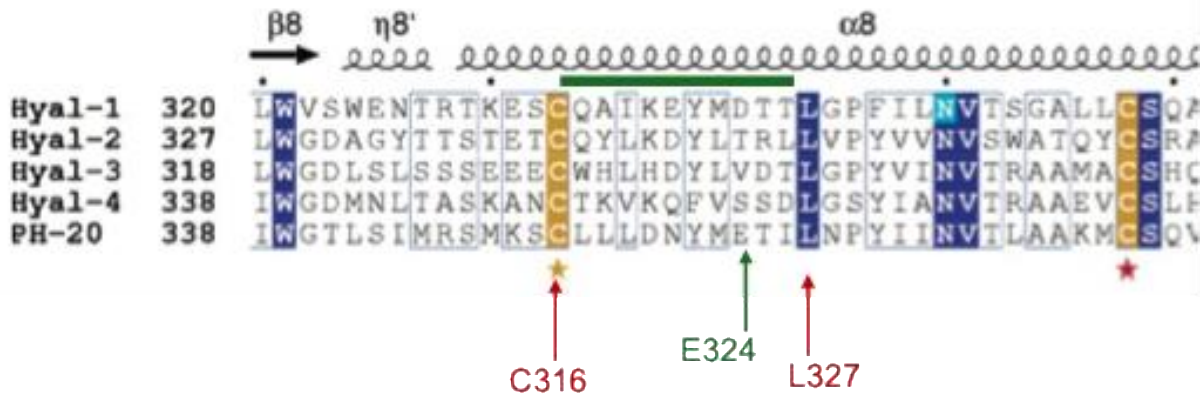 β8 η8' α8
Hyal-1 320 LWVSWENTRTKESCQAIKEYMDTTLGPFILNVTSGALLCSQA
Hyal-2 327 LWGDAGYTTSTETCQYLKDYLTRLLVPYVVNVSWATQYCSRA
Hyal-3 318 LWGDLSLSSSEEECWHLHDYLVDTLGPYVINVTRAAMACSHQ
Hyal-4 338 IWGDMNLTASKANCTKVKQFVSSDLGSYIANVTRAAEVCSL
PH-20 338 IWGTLSIMRSMKSCLLLDNYMETILNPYIINVTLAAKMCSQV
E324
C316 L327